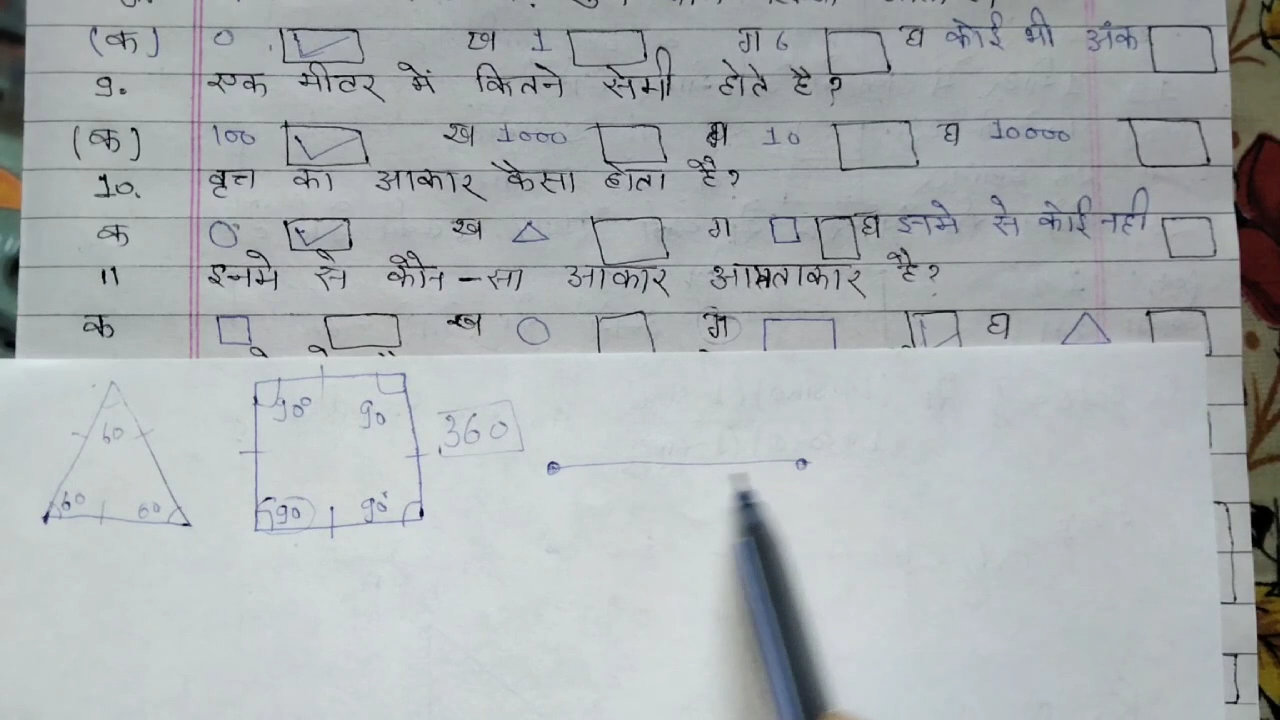 (क) 0 ख 1 ग 6 घ कोई भी अंक
9. एक मीटर में कितने सेमी होते है?
(क) 100 ख 1000 10 घ 10000
10. वृत्त का आकार कैसा होता है?
क ख ग घ इनमे से कोई नही
11 इनमे से कौन-सा आकार आयताकार है?
क ख ग घ
60 90° 90 360
60 60 90 90°